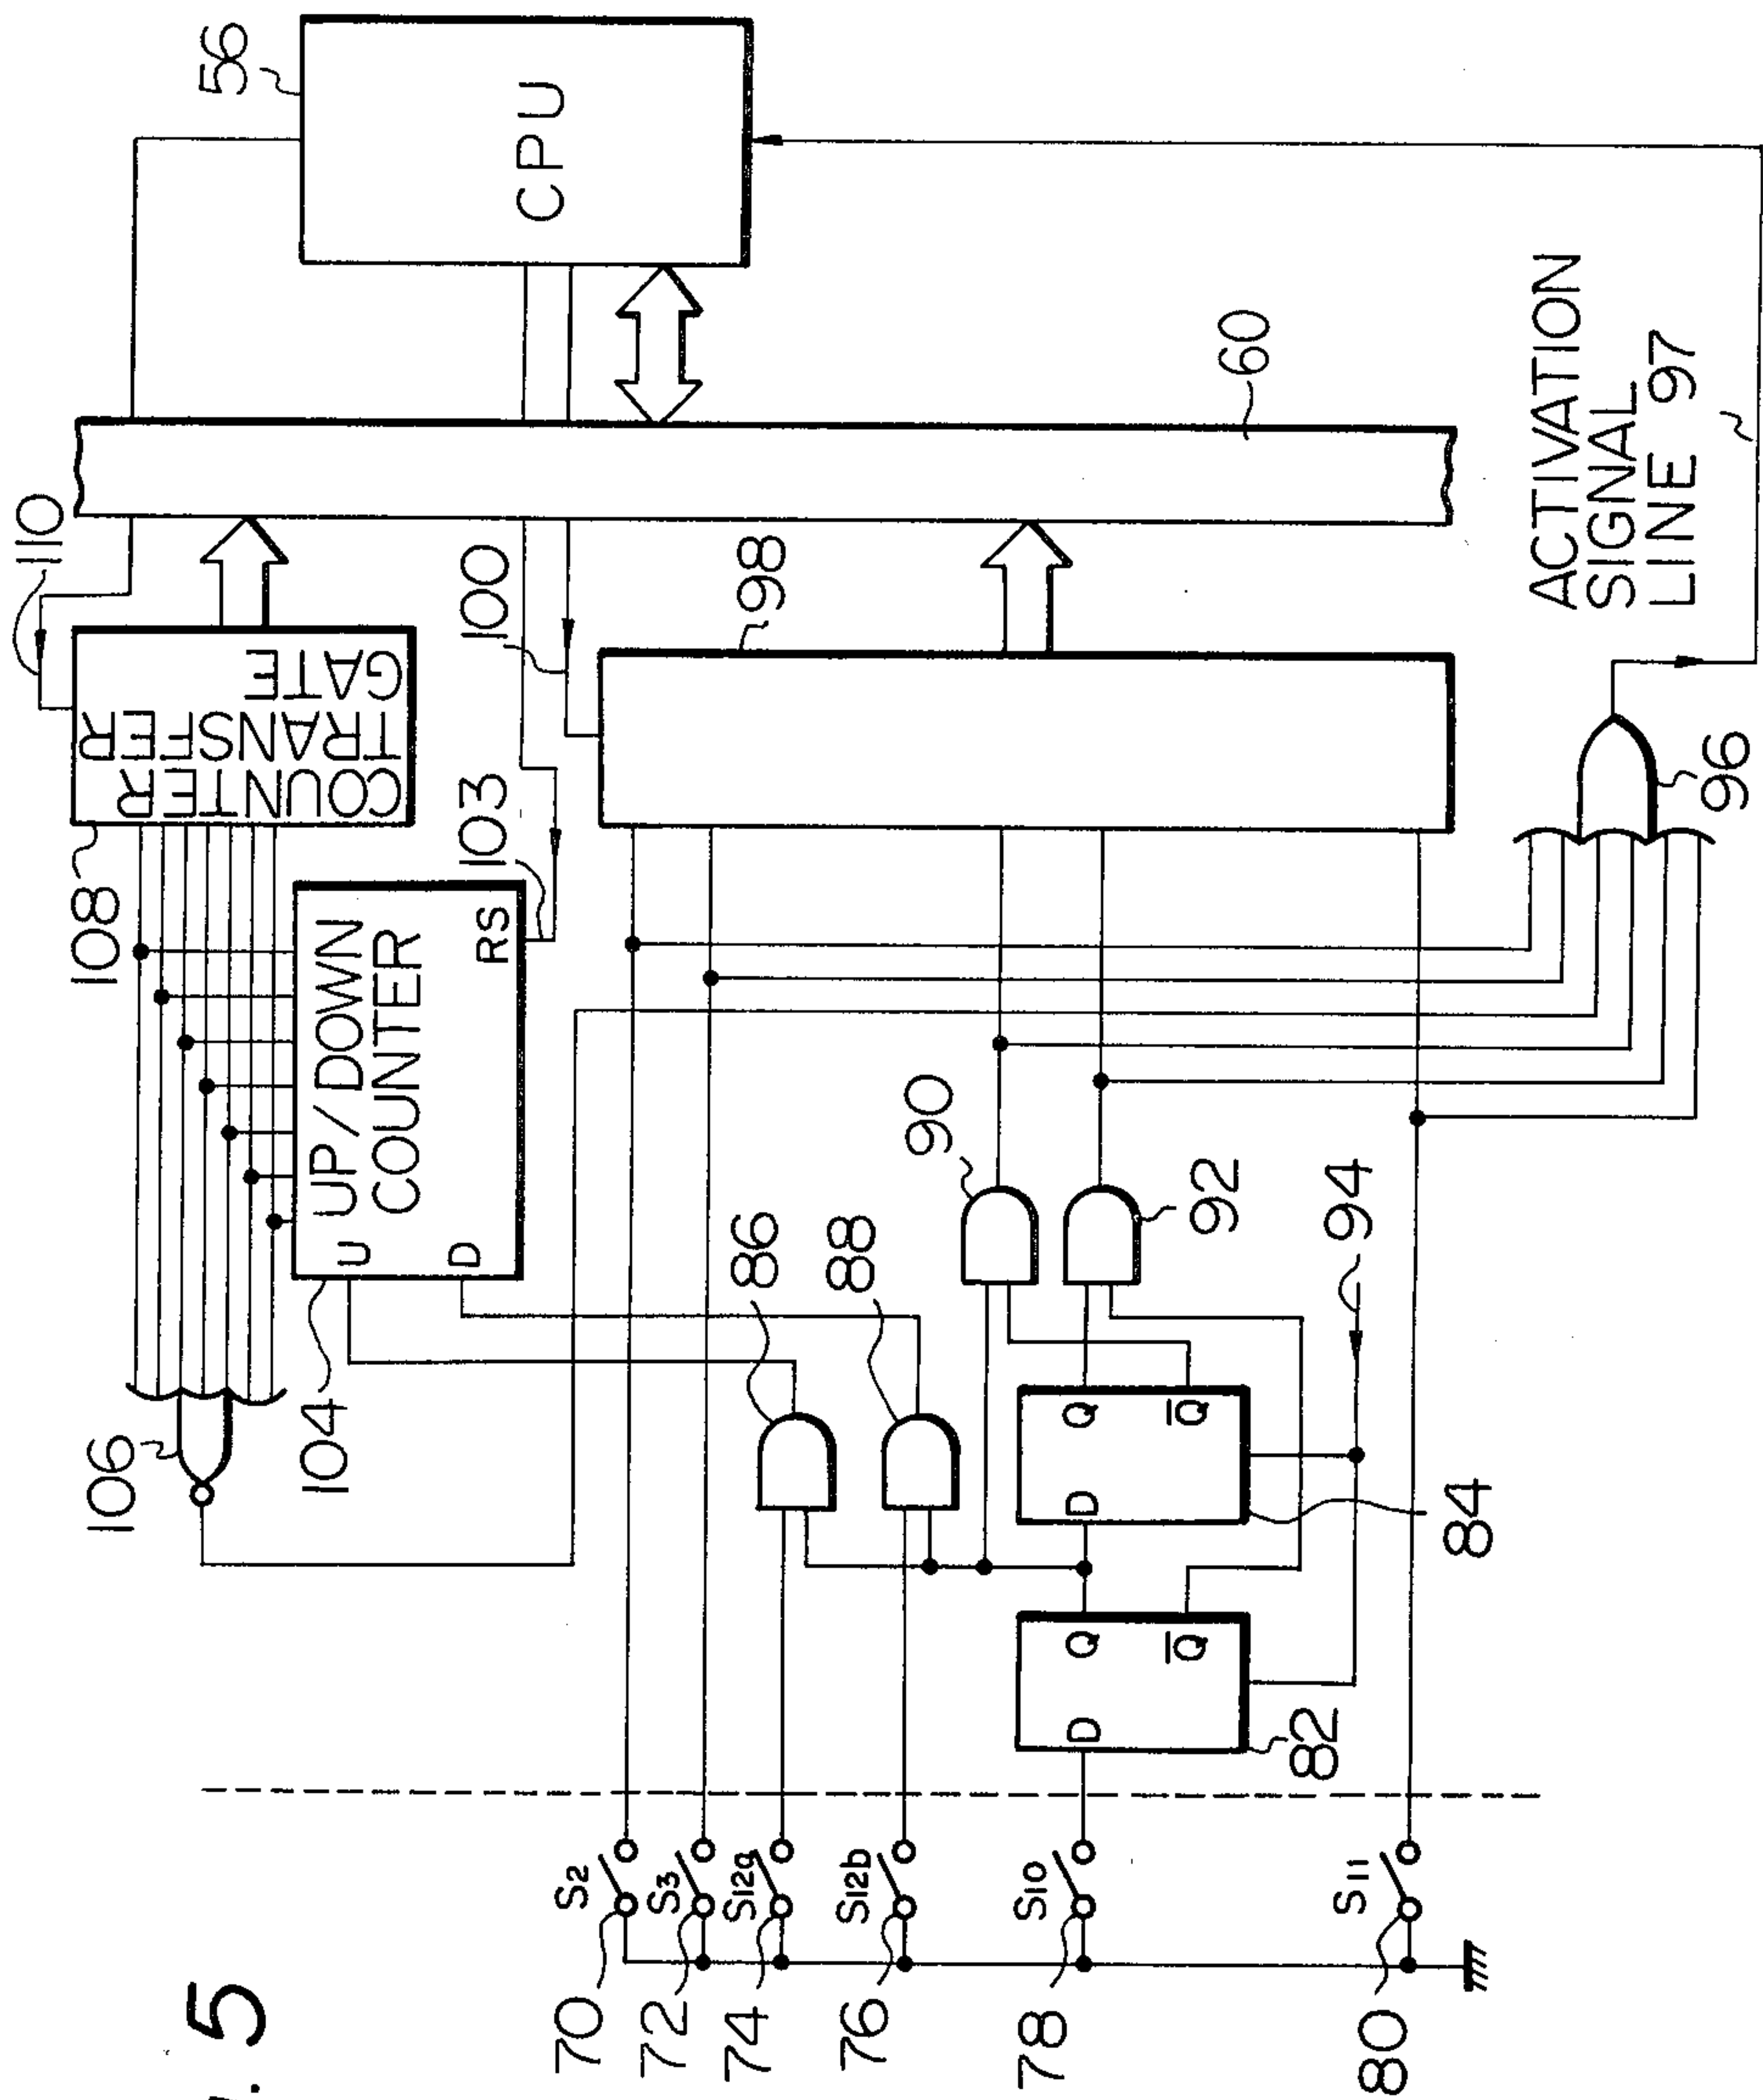 . 5
56
CPU
110
COUNTER
TRANSFER
GATE
108
106
104
UP/DOWN
COUNTER
U
D
RS
103
100
98
60
ACTIVATION
SIGNAL
LINE 97
96
86
88
90
92
94
S2
70
S3
72
S12a
74
S12b
76
S10
78
S11
80
D
Q
Q̅
82
D
Q
Q̅
84